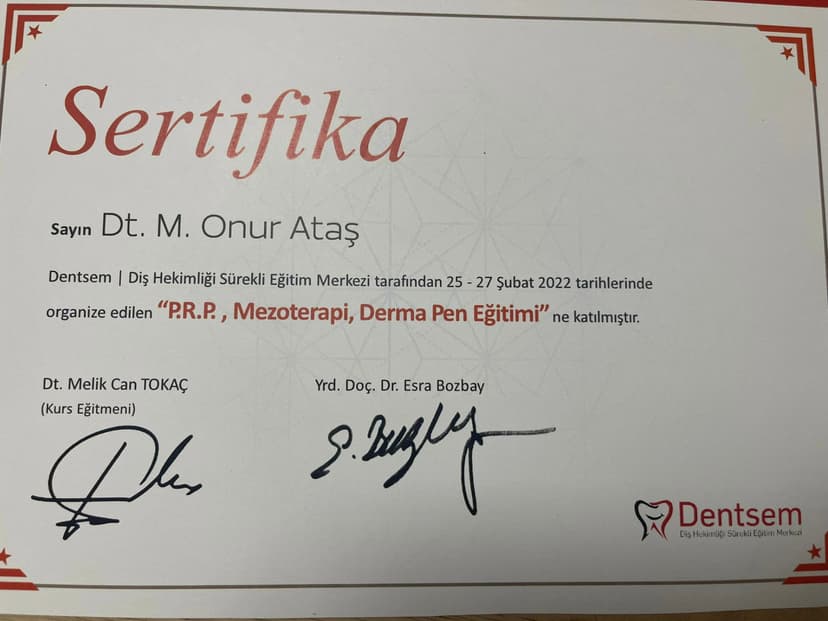 Sertifika
Sayın Dt. M. Onur Ataş
Dentsem | Diş Hekimliği Sürekli Eğitim Merkezi tarafından 25 - 27 Şubat 2022 tarihlerinde
organize edilen “P.R.P. , Mezoterapi, Derma Pen Eğitimi” ne katılmıştır.
Dt. Melik Can TOKAÇ
(Kurs Eğitmeni)
Yrd. Doç. Dr. Esra Bozbay
Dentsem
Diş Hekimliği Sürekli Eğitim Merkezi